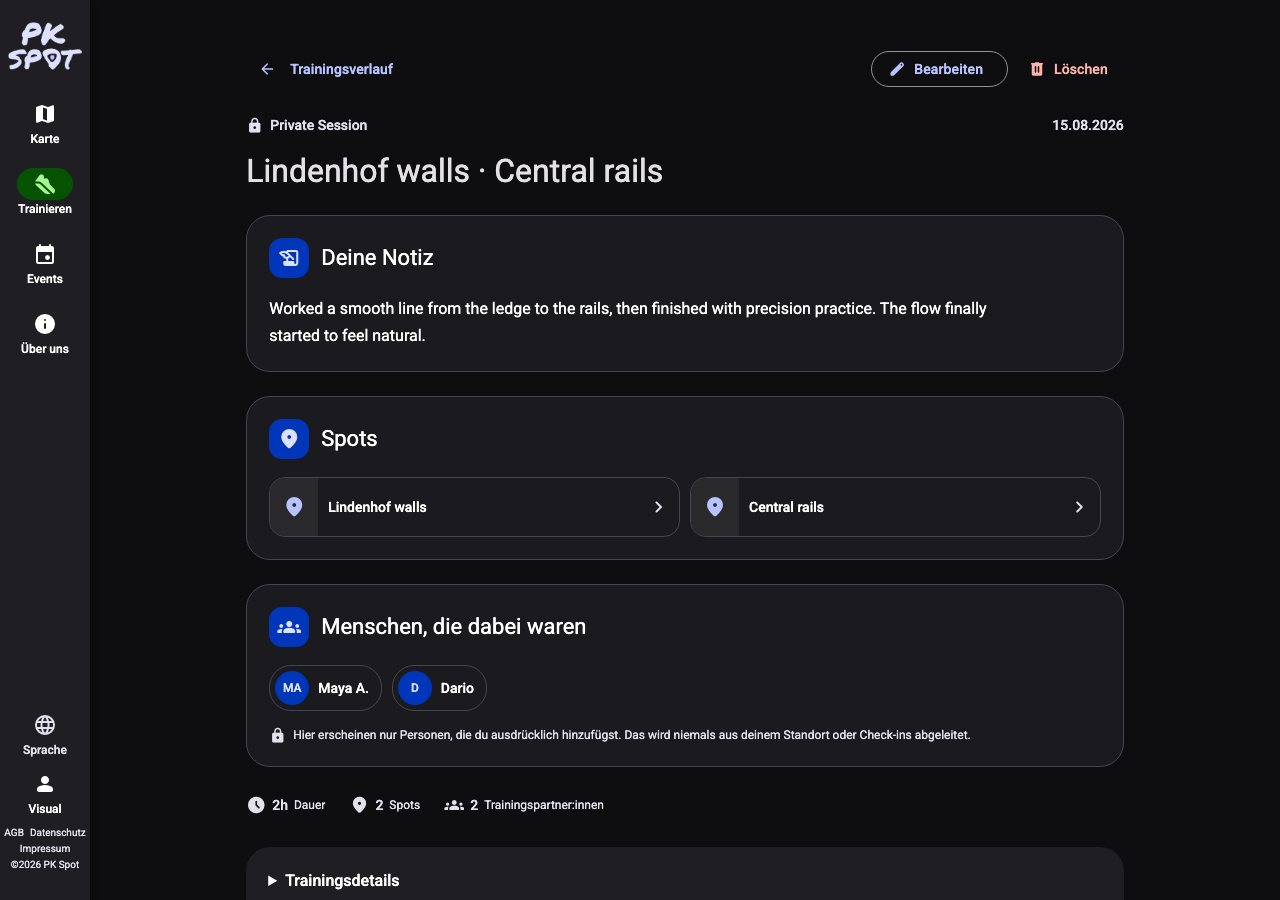 PK SPOT
Karte
Trainieren
Events
Über uns
Sprache
Visual
AGB Datenschutz
Impressum
©2026 PK Spot
Trainingsverlauf
Bearbeiten
Löschen
Private Session
15.08.2026
Lindenhof walls · Central rails
Deine Notiz
Worked a smooth line from the ledge to the rails, then finished with precision practice. The flow finally
started to feel natural.
Spots
Lindenhof walls
Central rails
Menschen, die dabei waren
MA Maya A.
D Dario
Hier erscheinen nur Personen, die du ausdrücklich hinzufügst. Das wird niemals aus deinem Standort oder Check-ins abgeleitet.
2h Dauer
2 Spots
2 Trainingspartner:innen
Trainingsdetails